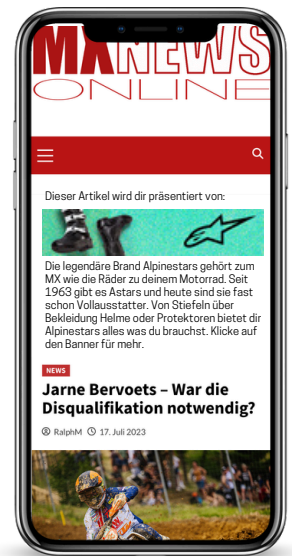 MXNEWS
ONLINE
Dieser Artikel wird dir präsentiert von:
Die legendäre Brand Alpinestars gehört zum
MX wie die Räder zu deinem Motorrad. Seit
1963 gibt es Astars und heute sind sie fast
schon Vollausstatter. Von Stiefeln über
Bekleidung Helme oder Protektoren bietet dir
Alpinestars alles was du brauchst. Klicke auf
den Banner für mehr.
NEWS
Jarne Bervoets – War die
Disqualifikation notwendig?
RalphM 17. Juli 2023